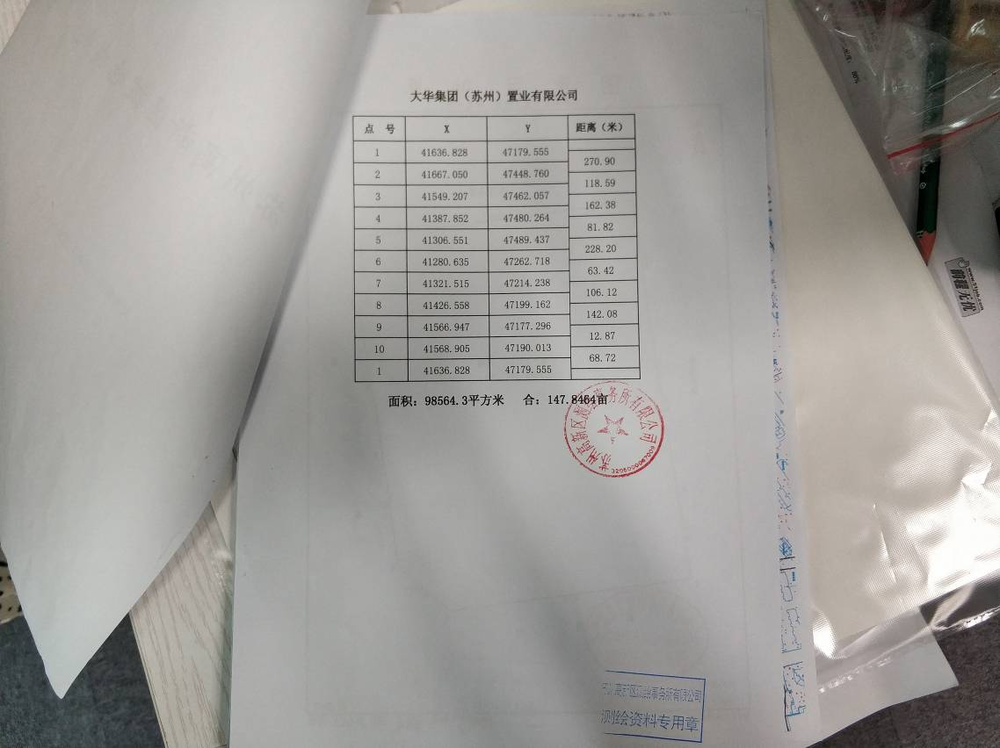 大华集团（苏州）置业有限公司
点 号 X Y 距离（米）
1 41636.828 47179.555
270.90
2 41667.050 47448.760
118.59
3 41549.207 47462.057
162.38
4 41387.852 47480.264
81.82
5 41306.551 47489.437
228.20
6 41280.635 47262.718
63.42
7 41321.515 47214.238
106.12
8 41426.558 47199.162
142.08
9 41566.947 47177.296
12.87
10 41568.905 47190.013
68.72
1 41636.828 47179.555
面积：98564.3平方米 合：147.8464亩
苏州高新区测绘事务所有限公司
事务所有限公司
测绘资料专用章
前程无忧
80%